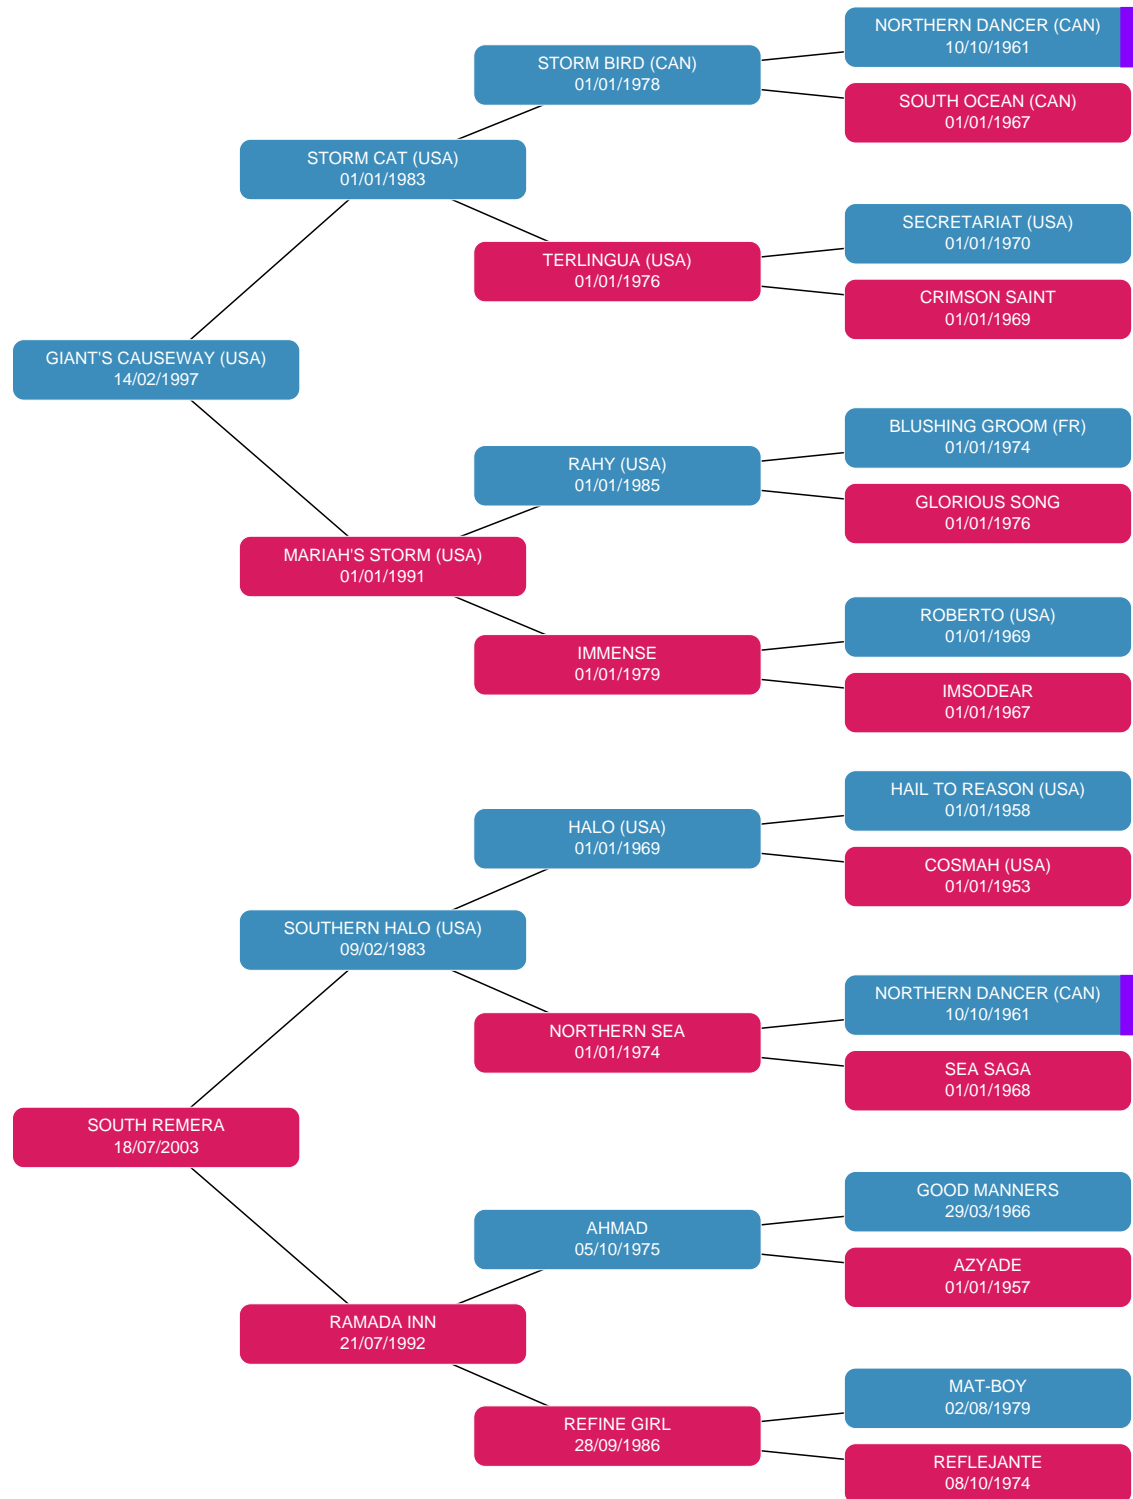 NORTHERN DANCER (CAN)
10/10/1961
STORM BIRD (CAN)
01/01/1978
SOUTH OCEAN (CAN)
01/01/1967
STORM CAT (USA)
01/01/1983
SECRETARIAT (USA)
01/01/1970
TERLINGUA (USA)
01/01/1976
CRIMSON SAINT
01/01/1969
GIANT'S CAUSEWAY (USA)
14/02/1997
BLUSHING GROOM (FR)
01/01/1974
RAHY (USA)
01/01/1985
GLORIOUS SONG
01/01/1976
MARIAH'S STORM (USA)
01/01/1991
ROBERTO (USA)
01/01/1969
IMMENSE
01/01/1979
IMSODEAR
01/01/1967
HAIL TO REASON (USA)
01/01/1958
HALO (USA)
01/01/1969
COSMAH (USA)
01/01/1953
SOUTHERN HALO (USA)
09/02/1983
NORTHERN DANCER (CAN)
10/10/1961
NORTHERN SEA
01/01/1974
SEA SAGA
01/01/1968
SOUTH REMERA
18/07/2003
GOOD MANNERS
29/03/1966
AHMAD
05/10/1975
AZYADE
01/01/1957
RAMADA INN
21/07/1992
MAT-BOY
02/08/1979
REFINE GIRL
28/09/1986
REFLEJANTE
08/10/1974